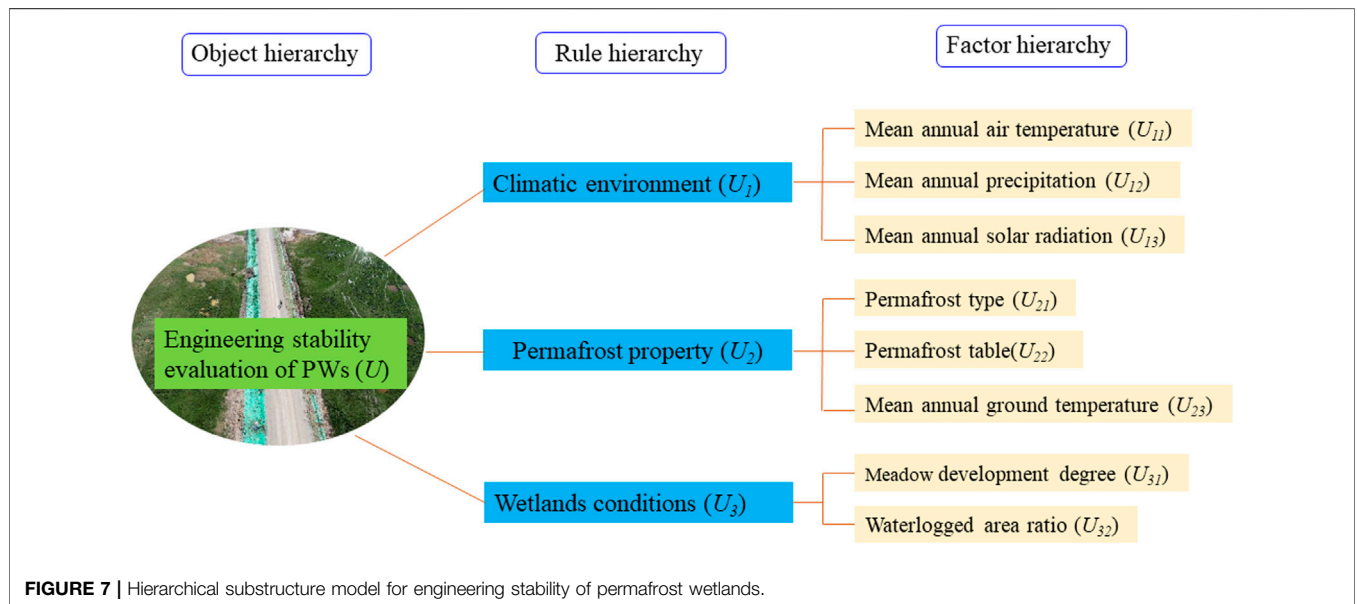 Object hierarchy
Rule hierarchy
Factor hierarchy
Engineering stability
evaluation of PWs (U)
Climatic environment (U1)
Mean annual air temperature (U11)
Mean annual precipitation (U12)
Mean annual solar radiation (U13)
Permafrost property (U2)
Permafrost type (U21)
Permafrost table(U22)
Mean annual ground temperature (U23)
Wetlands conditions (U3)
Meadow development degree (U31)
Waterlogged area ratio (U32)
FIGURE 7 | Hierarchical substructure model for engineering stability of permafrost wetlands.